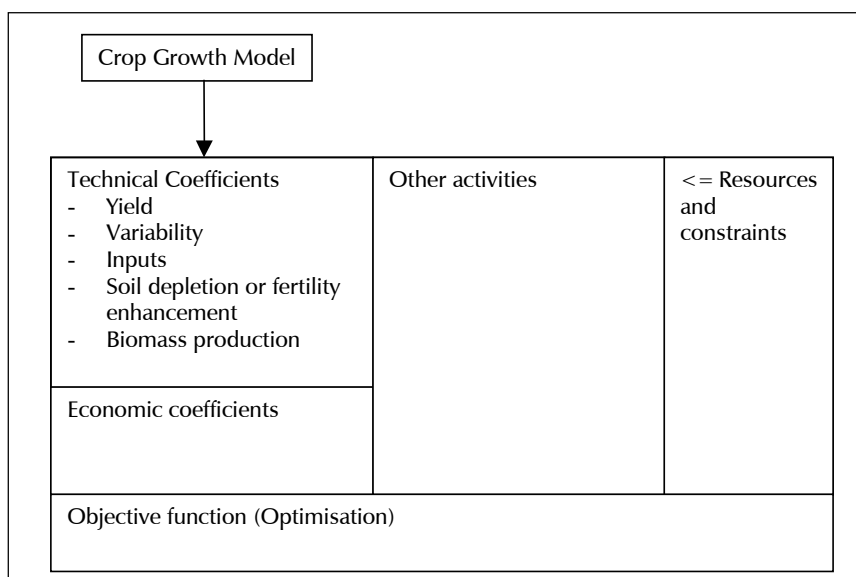 Crop Growth Model
Technical Coefficients
- Yield
- Variability
- Inputs
- Soil depletion or fertility
enhancement
- Biomass production
Economic coefficients
Other activities
<= Resources
and
constraints
Objective function (Optimisation)